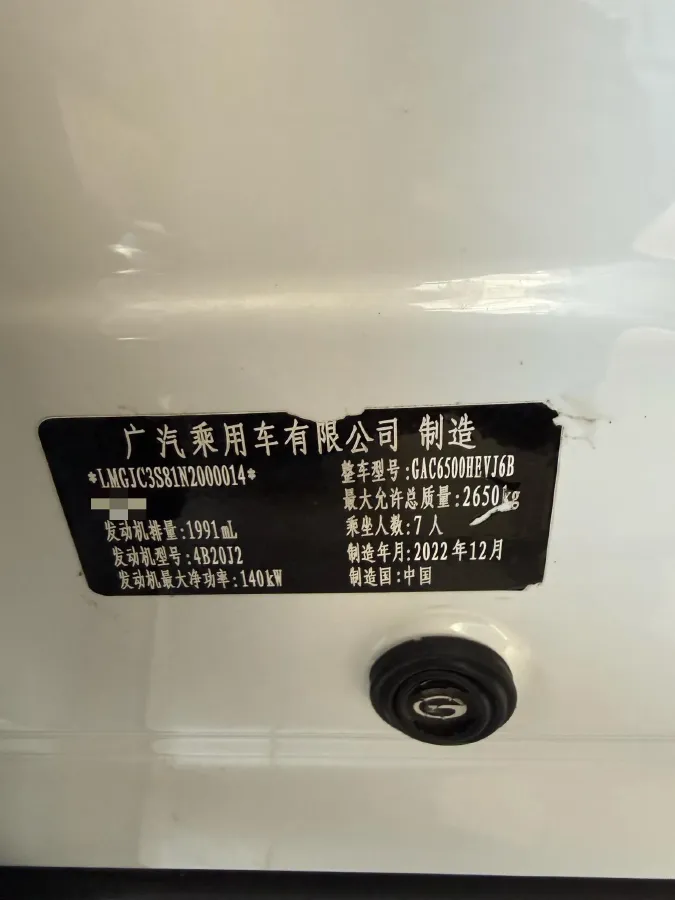 广汽乘用车有限公司 制造
*LMGJC3S81N2000014*
整车型号:GAC6500HEVJ6B
最大允许总质量:2650kg
发动机排量:1991mL
乘坐人数:7人
发动机型号:4B20J2
制造年月:2022年12月
发动机最大净功率:140kW
制造国:中国